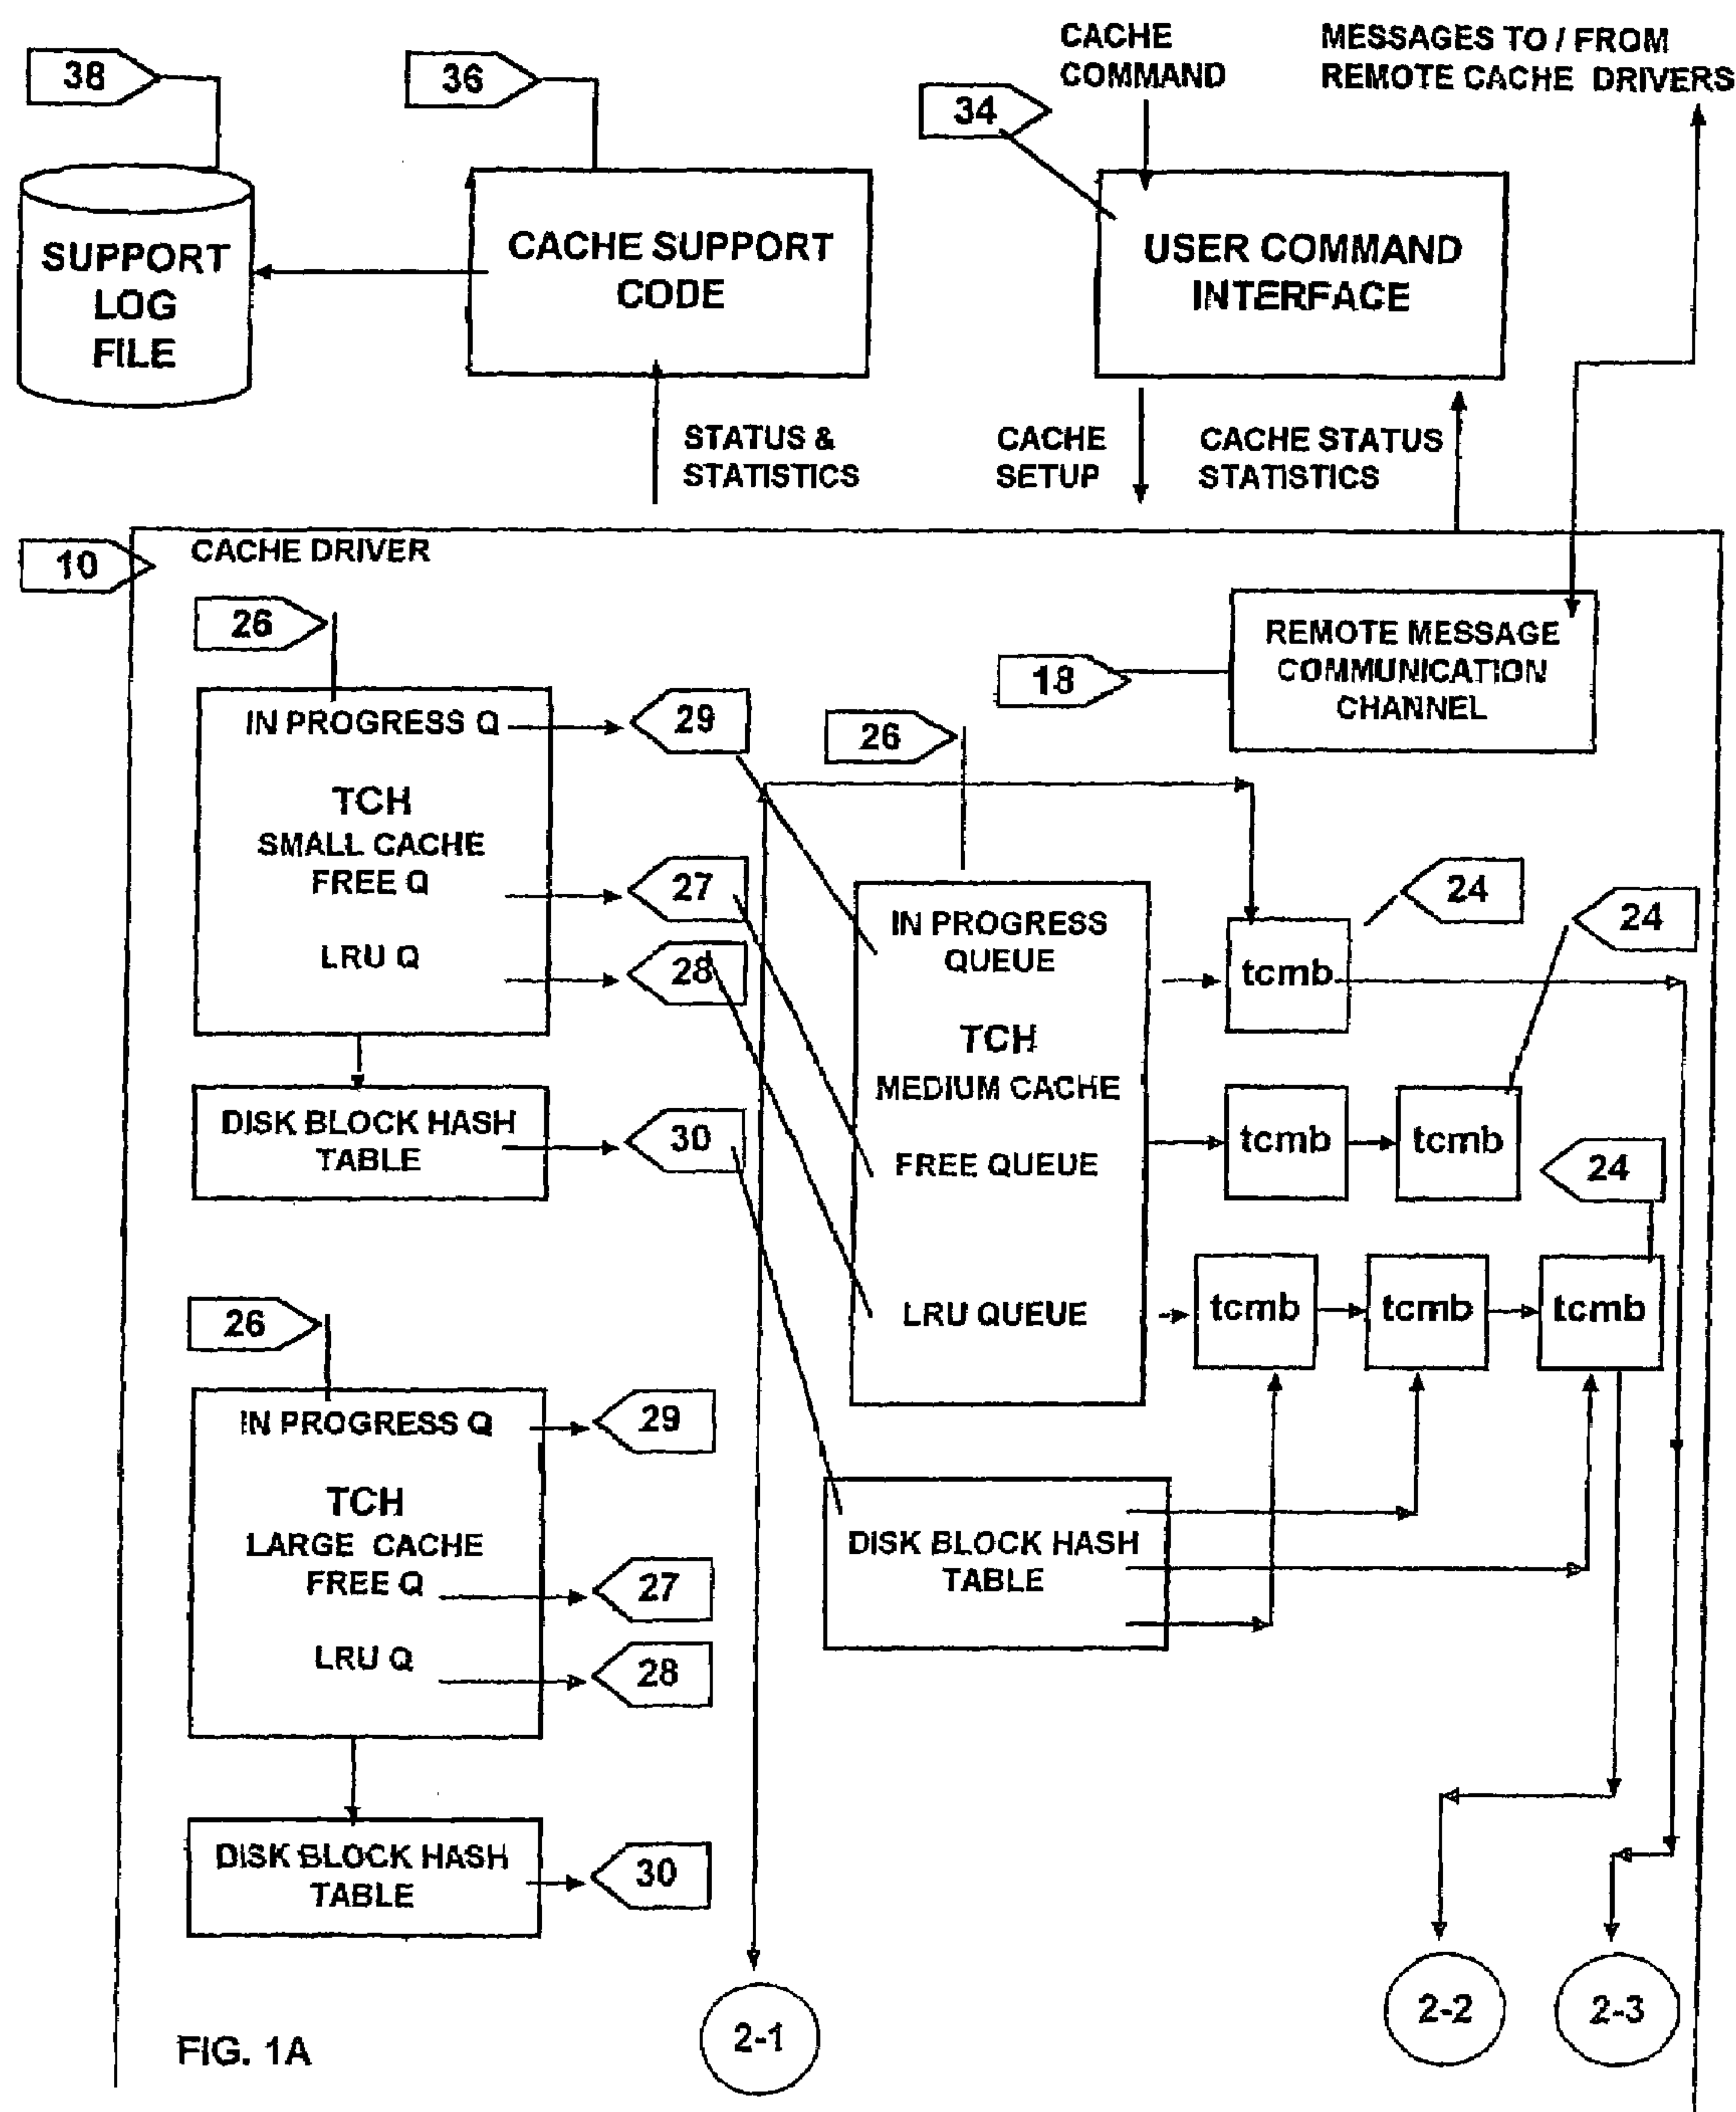 38
36
CACHE
COMMAND
MESSAGES TO / FROM
REMOTE CACHE DRIVERS
34
SUPPORT
LOG
FILE
CACHE SUPPORT
CODE
USER COMMAND
INTERFACE
STATUS &
STATISTICS
CACHE
SETUP
CACHE STATUS
STATISTICS
10
CACHE DRIVER
26
REMOTE MESSAGE
COMMUNICATION
CHANNEL
18
IN PROGRESS Q
29
26
TCH
SMALL CACHE
FREE Q
27
LRU Q
28
IN PROGRESS
QUEUE
tcmb
24
24
TCH
MEDIUM CACHE
DISK BLOCK HASH
TABLE
30
FREE QUEUE
tcmb
tcmb
24
LRU QUEUE
tcmb
tcmb
tcmb
26
IN PROGRESS Q
29
TCH
LARGE CACHE
FREE Q
27
LRU Q
28
DISK BLOCK HASH
TABLE
DISK BLOCK HASH
TABLE
30
2-1
2-2
2-3
FIG. 1A